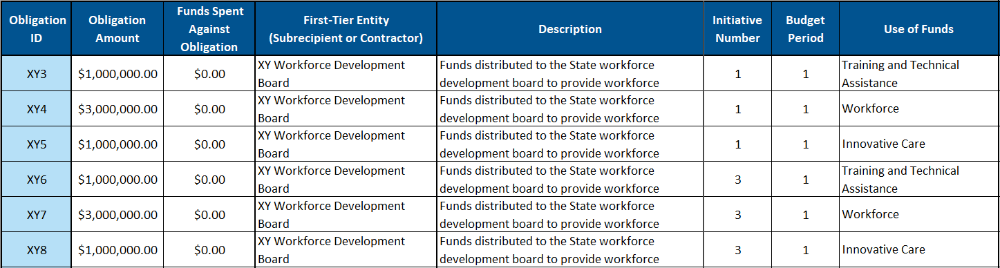 Obligation ID | Obligation Amount | Funds Spent Against Obligation | First-Tier Entity (Subrecipient or Contractor) | Description | Initiative Number | Budget Period | Use of Funds
XY3 | $1,000,000.00 | $0.00 | XY Workforce Development Board | Funds distributed to the State workforce development board to provide workforce | 1 | 1 | Training and Technical Assistance
XY4 | $3,000,000.00 | $0.00 | XY Workforce Development Board | Funds distributed to the State workforce development board to provide workforce | 1 | 1 | Workforce
XY5 | $1,000,000.00 | $0.00 | XY Workforce Development Board | Funds distributed to the State workforce development board to provide workforce | 1 | 1 | Innovative Care
XY6 | $1,000,000.00 | $0.00 | XY Workforce Development Board | Funds distributed to the State workforce development board to provide workforce | 3 | 1 | Training and Technical Assistance
XY7 | $3,000,000.00 | $0.00 | XY Workforce Development Board | Funds distributed to the State workforce development board to provide workforce | 3 | 1 | Workforce
XY8 | $1,000,000.00 | $0.00 | XY Workforce Development Board | Funds distributed to the State workforce development board to provide workforce | 3 | 1 | Innovative Care